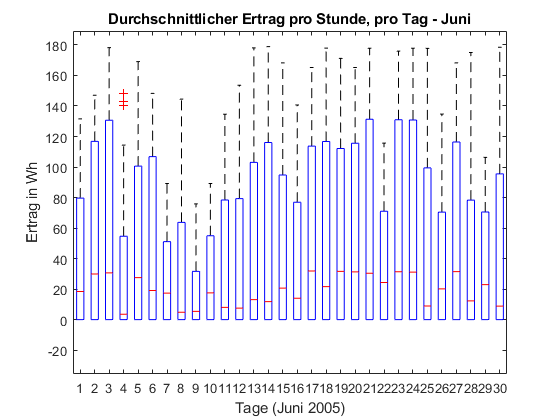 Durchschnittlicher Ertrag pro Stunde, pro Tag - Juni
Ertrag in Wh
180
160
140
120
100
80
60
40
20
0
-20
1 2 3 4 5 6 7 8 9 10 11 12 13 14 15 16 17 18 19 20 21 22 23 24 25 26 27 28 29 30
Tage (Juni 2005)